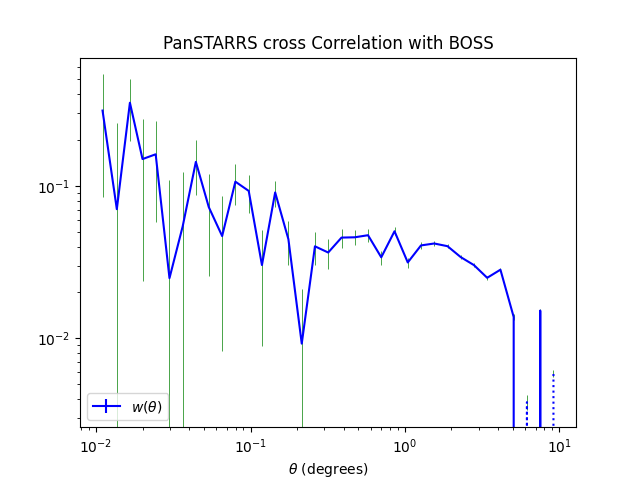 PanSTARRS cross Correlation with BOSS
10⁻¹
10⁻²
w(θ)
10⁻² 10⁻¹ 10⁰ 10¹
θ (degrees)